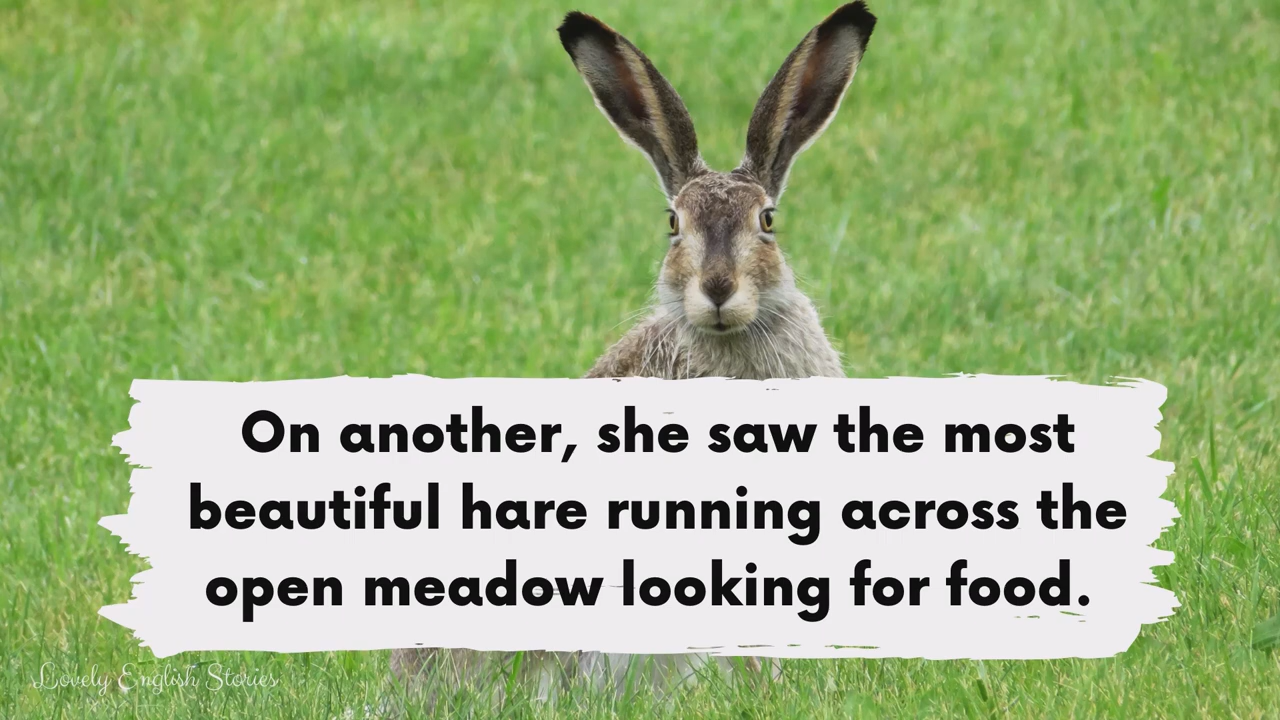 On another, she saw the most
beautiful hare running across the
open meadow looking for food.
Lovely English Stories